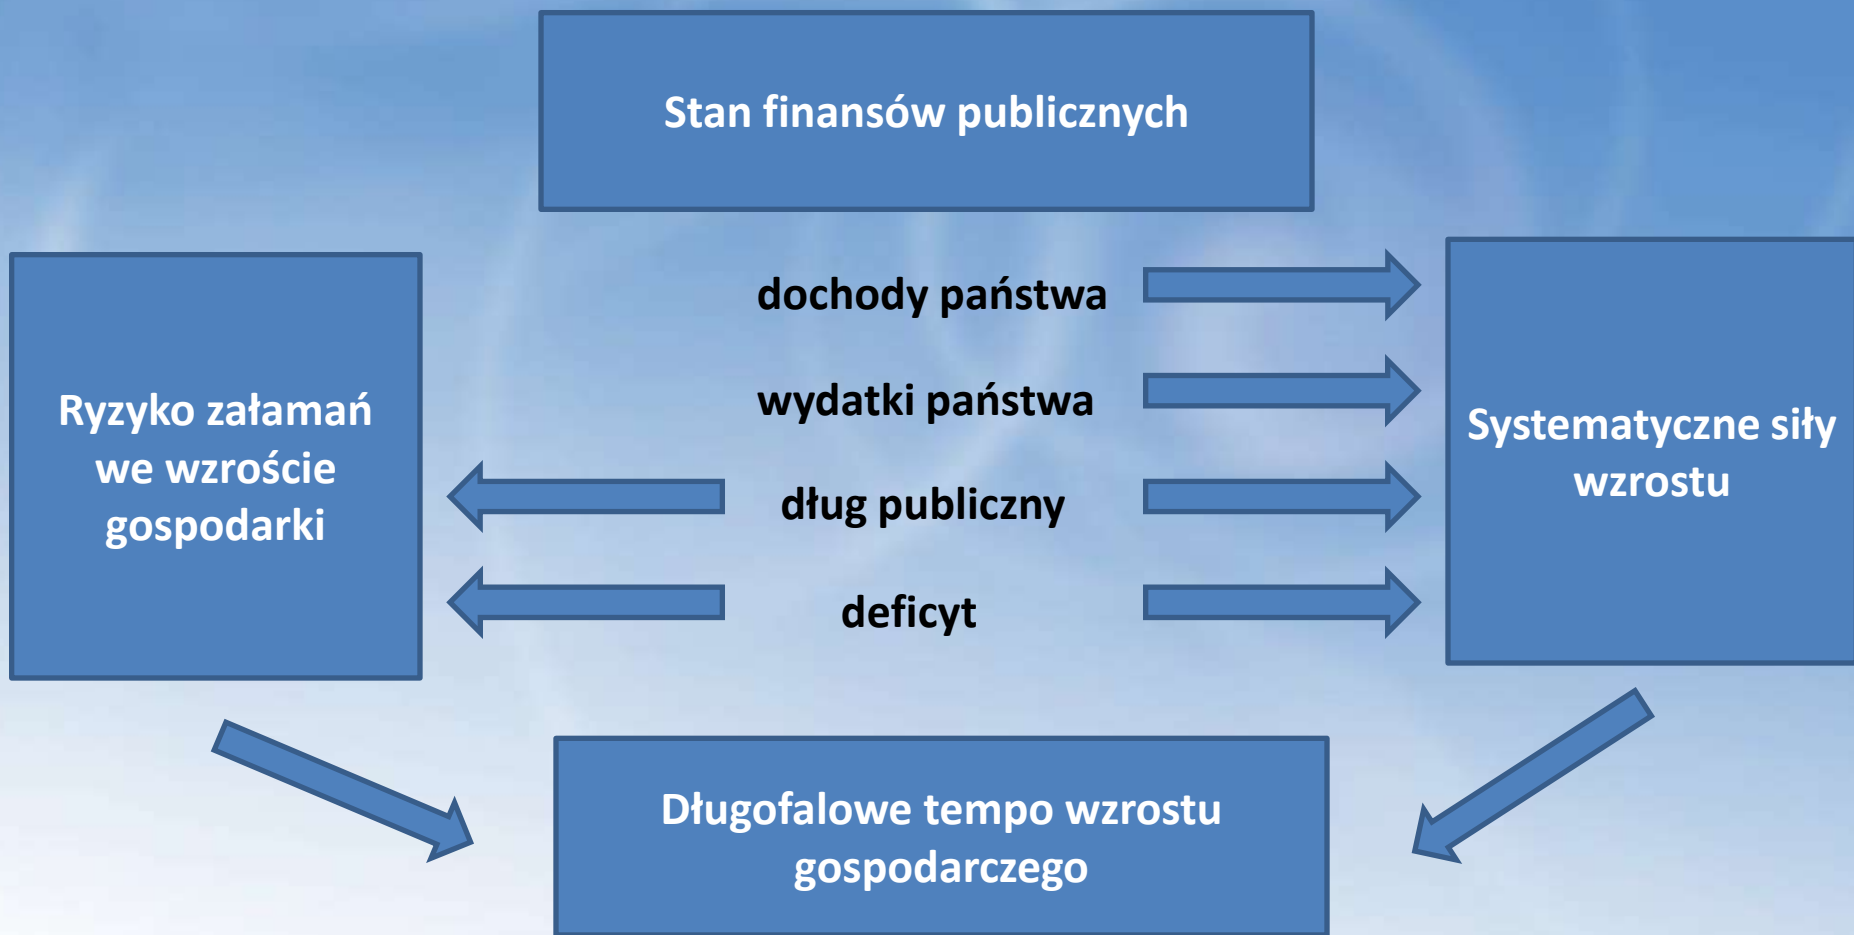 Stan finansów publicznych
dochody państwa
wydatki państwa
dług publiczny
deficyt
Ryzyko załamań
we wzroście
gospodarki
Systematyczne siły
wzrostu
Długofalowe tempo wzrostu
gospodarczego